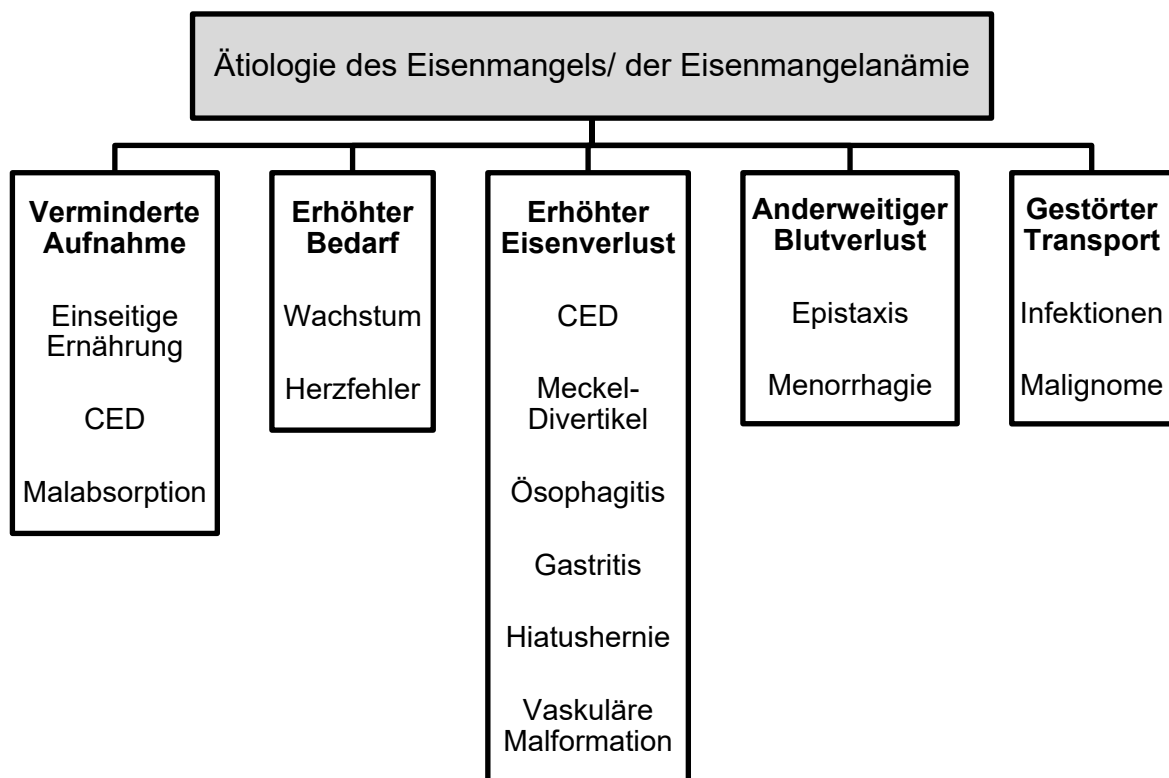 Ätiologie des Eisenmangels/ der Eisenmangelanämie
Verminderte
Aufnahme
Einseitige
Ernährung
CED
Malabsorption
Erhöhter
Bedarf
Wachstum
Herzfehler
Erhöhter
Eisenverlust
CED
Meckel-
Divertikel
Ösophagitis
Gastritis
Hiatushernie
Vaskuläre
Malformation
Anderweitiger
Blutverlust
Epistaxis
Menorrhagie
Gestörter
Transport
Infektionen
Malignome